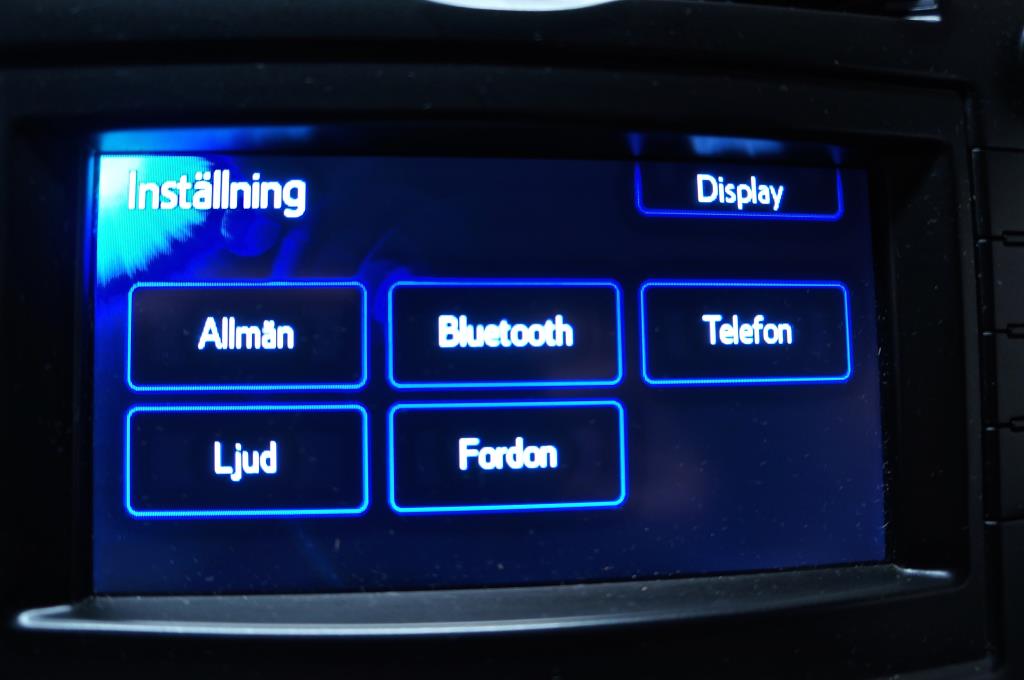 Inställning
Display
Allmän
Bluetooth
Telefon
Ljud
Fordon